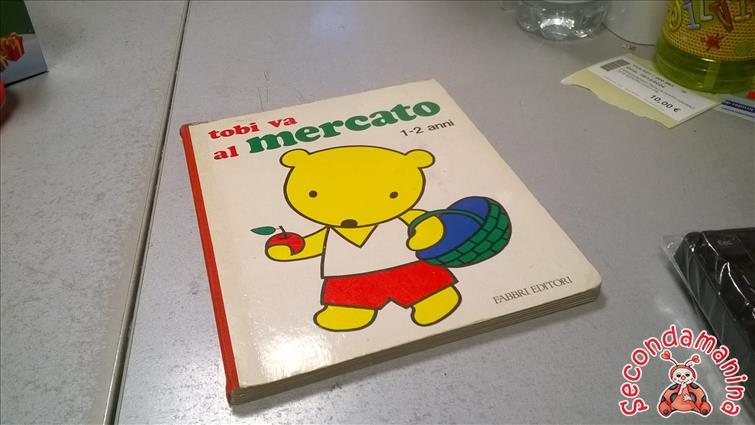 tobi va
al mercato
1-2 anni
FABBRI EDITORI
10,00 €
Secondamanina